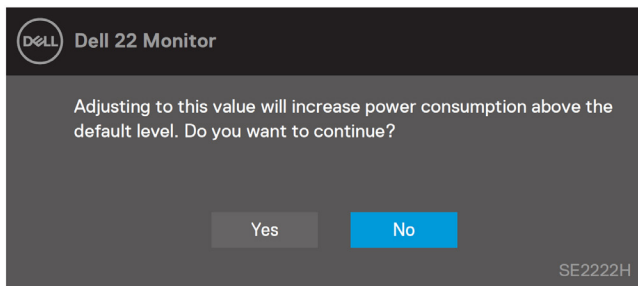 DELL Dell 22 Monitor
Adjusting to this value will increase power consumption above the
default level. Do you want to continue?
Yes No
SE2222H